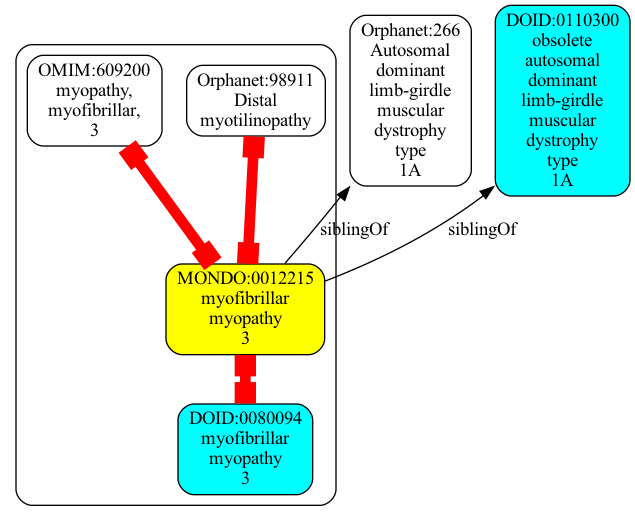 OMIM:609200
myopathy,
myofibrillar,
3
Orphanet:98911
Distal
myotilinopathy
Orphanet:266
Autosomal
dominant
limb-girdle
muscular
dystrophy
type
1A
DOID:0110300
obsolete
autosomal
dominant
limb-girdle
muscular
dystrophy
type
1A
siblingOf
siblingOf
MONDO:0012215
myofibrillar
myopathy
3
DOID:0080094
myofibrillar
myopathy
3